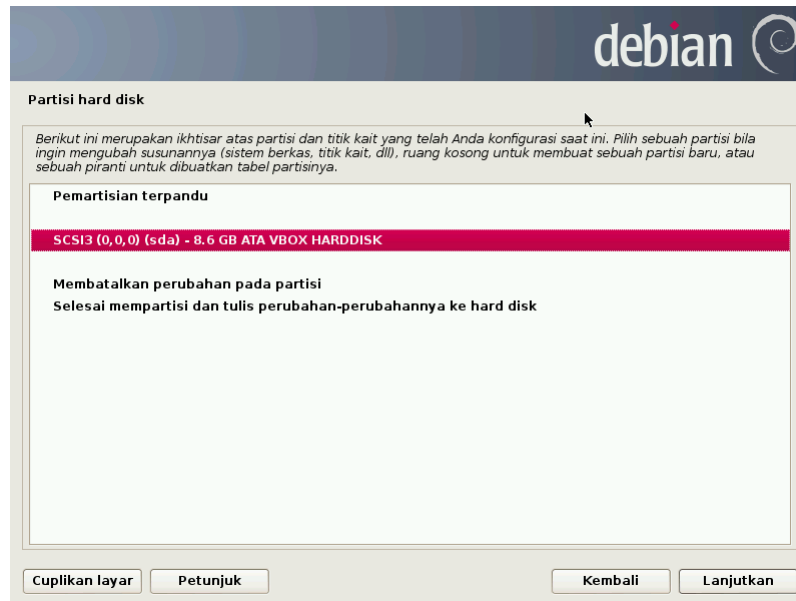 debian
Partisi hard disk
Berikut ini merupakan ikhtisar atas partisi dan titik kait yang telah Anda konfigurasi saat ini. Pilih sebuah partisi bila
ingin mengubah susunannya (sistem berkas, titik kait, dll), ruang kosong untuk membuat sebuah partisi baru, atau
sebuah piranti untuk dibuatkan tabel partisinya.
Pemartisian terpandu
SCSI3 (0,0,0) (sda) - 8.6 GB ATA VBOX HARDDISK
Membatalkan perubahan pada partisi
Selesai mempartisi dan tulis perubahan-perubahannya ke hard disk
Cuplikan layar Petunjuk Kembali Lanjutkan